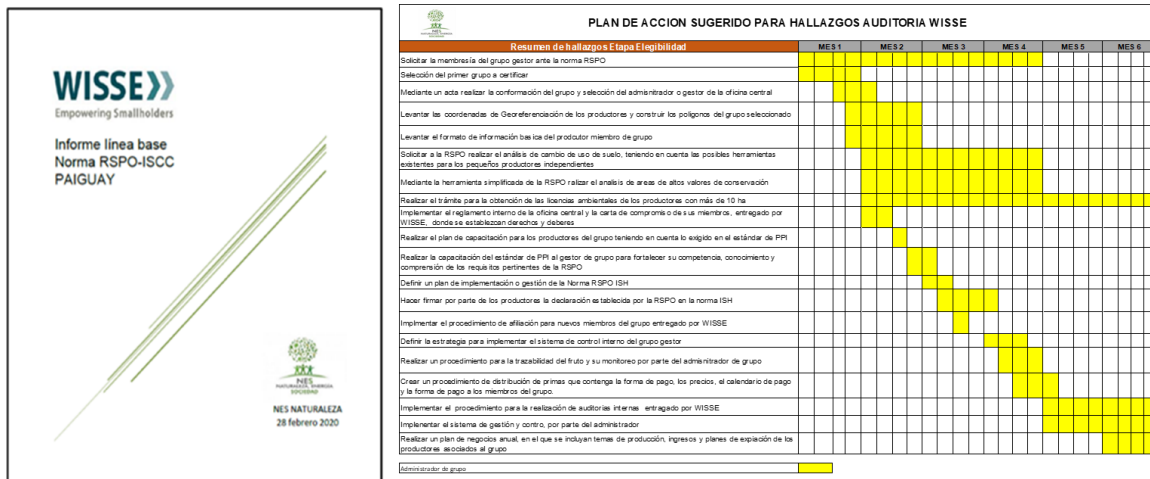 WISSE
Empowering Smallholders
Informe línea base
Norma RSPO-ISCC
PAIGUAY
NES
NATURALEZA, ENERGIA
SOCIEDAD
NES NATURALEZA
28 febrero 2020
NES
PLAN DE ACCION SUGERIDO PARA HALLAZGOS AUDITORIA WISSE
Resumen de hallazgos Etapa Elegibilidad
MES 1 MES 2 MES 3 MES 4 MES 5 MES 6
Solicitar la membresía del grupo gestor ante la norma RSPO
Selección del primer grupo a certificar
Mediante un acta realizar la conformación del grupo y selección del admisnitrador o gestor de la oficina central
Levantar las coordenadas de Georeferenciación de los productores y construir los poligonos del grupo seleccionado
Levantar el formato de información basica del prodcutor miembro de grupo
Solicitar a la RSPO realizar el análisis de cambio de uso de suelo, teniendo en cuenta las posibles herramientas
existentes para los pequeños productores independientes
Mediante la herramienta simplificada de la RSPO ralizar el analisis de areas de altos valores de conservación
Realizar el trámite para la obtención de las licencias ambientales de los productores con más de 10 ha
Implementar el reglamento interno de la oficina central y la carta de compromiso de sus miembros, entregado por
WISSE, donde se establezcan derechos y deberes
Realizar el plan de capacitación para los productores del grupo teniendo en cuenta lo exigido en el estándar de PPI
Realizar la capacitación del estándar de PPI al gestor de grupo para fortalecer su competencia, conocimiento y
comprensión de los requisitos pertinentes de la RSPO
Definir un plan de implementación o gestión de la Norma RSPO ISH
Hacer firmar por parte de los productores la declaración establecida por la RSPO en la norma ISH
Implmentar el procedimiento de afiliación para nuevos miembros del grupo entregado por WISSE
Definir la estrategia para implementar el sistema de control interno del grupo gestor
Realizar un procedimiento para la trazabilidad del fruto y su monitoreo por parte del admisnitrador de grupo
Crear un procedimiento de distribución de primas que contenga la forma de pago, los precios, el calendario de pago
y la forma de pago a los miembros del grupo.
Implementar el procedimiento para la realización de auditorias internas entragado por WISSE
Implenentar el sistema de gestión y contro, por parte del administrador
Realizar un plan de negocios anual, en el que se incluyan temas de producción, ingresos y planes de expiación de los
productores asociados al grupo
Administrador de grupo